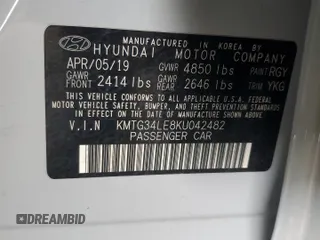 MANUFACTURED IN KOREA BY
HYUNDAI MOTOR COMPANY
APR/05/19 GVWR 4850 lbs PAINT RGY
GAWR FRONT 2414 lbs GAWR REAR 2646 lbs TRIM YKG
THIS VEHICLE CONFORMS TO ALL APPLICABLE U.S. FEDERAL
MOTOR VEHICLE SAFETY, BUMPER, AND THEFT PREVENTION
STANDARDS IN EFFECT ON THE DATE OF MANUFACTURE SHOWN ABOVE.
V.I.N KMTG34LE8KU042482
PASSENGER CAR
DREAMBID